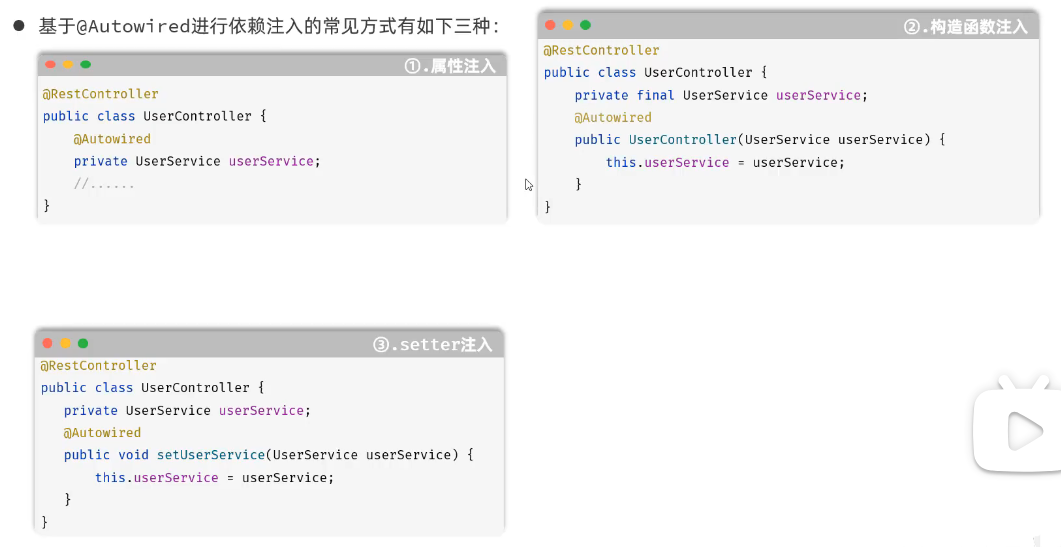 ● 基于@Autowired进行依赖注入的常见方式有如下三种:
①.属性注入
@RestController
public class UserController {
    @Autowired
    private UserService userService;
    //......
}
②.构造函数注入
@RestController
public class UserController {
    private final UserService userService;
    @Autowired
    public UserController(UserService userService) {
        this.userService = userService;
    }
}
③.setter注入
@RestController
public class UserController {
    private UserService userService;
    @Autowired
    public void setUserService(UserService userService) {
        this.userService = userService;
    }
}